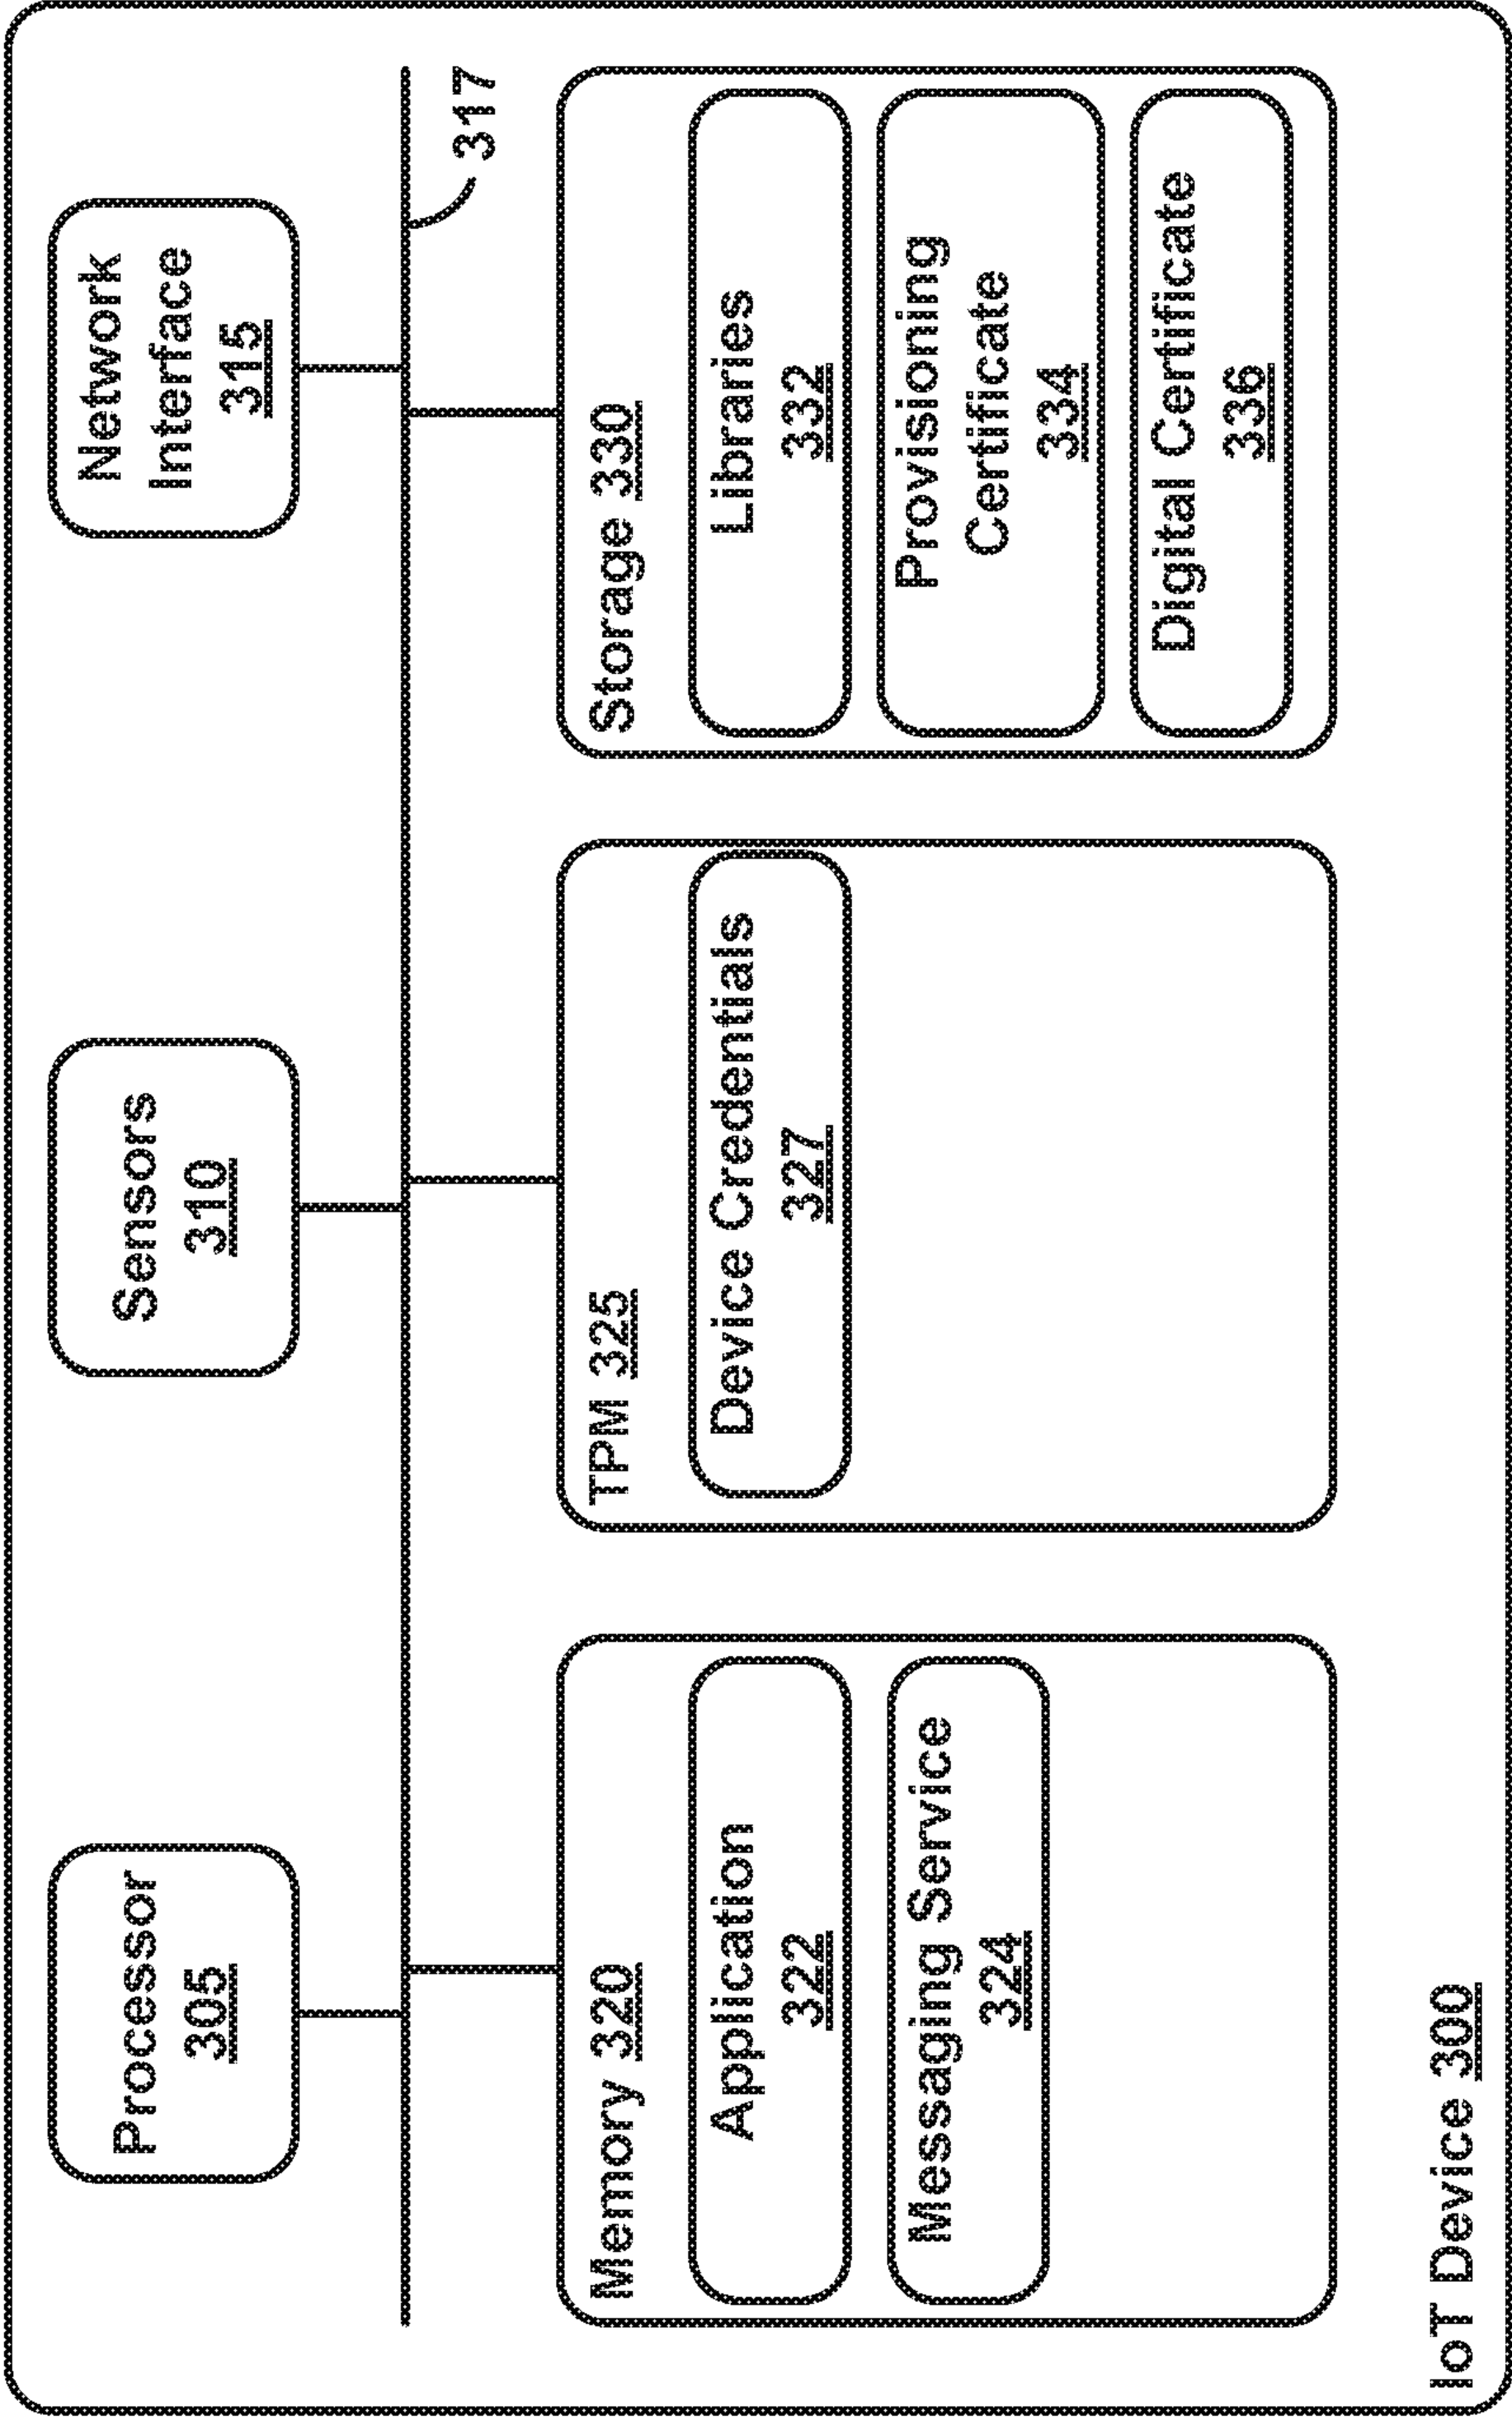 Processor
305
Sensors
310
Network
Interface
315
317
Memory 320
Application
322
Messaging Service
324
TPM 325
Device Credentials
327
Storage 330
Libraries
332
Provisioning
Certificate
334
Digital Certificate
336
IoT Device 300